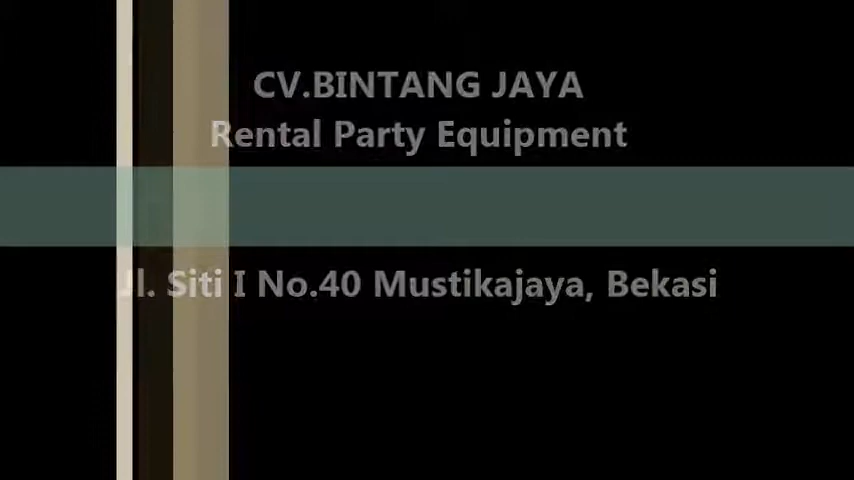 CV.BINTANG JAYA
Rental Party Equipment
Jl. Siti I No.40 Mustikajaya, Bekasi